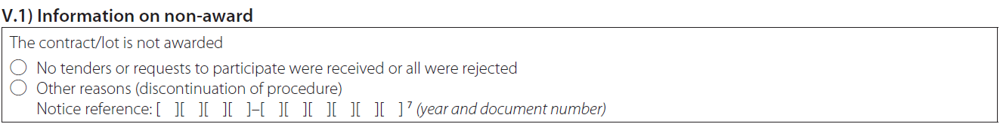 V.1) Information on non-award
The contract/lot is not awarded
No tenders or requests to participate were received or all were rejected
Other reasons (discontinuation of procedure)
Notice reference: [ ][ ][ ][ ]–[ ][ ][ ][ ][ ][ ] 7 (year and document number)